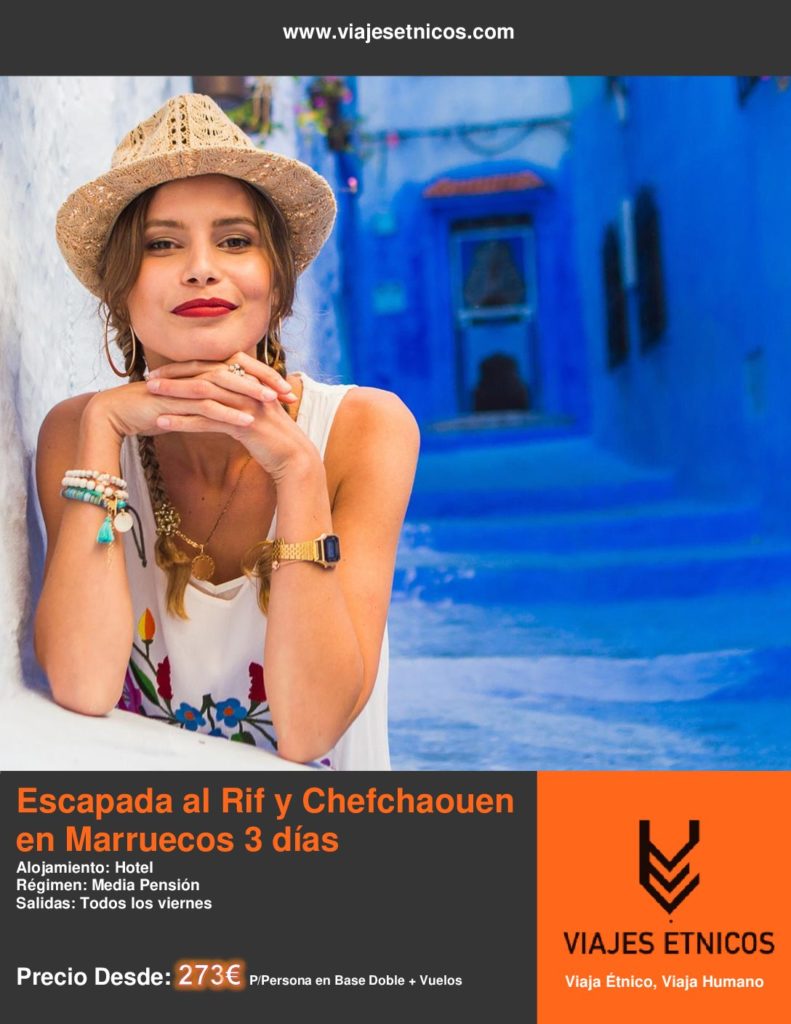 www.viajesetnicos.com
Escapada al Rif y Chefchaouen
en Marruecos 3 días
Alojamiento: Hotel
Régimen: Media Pensión
Salidas: Todos los viernes
Precio Desde: 273€ P/Persona en Base Doble + Vuelos
VIAJES ETNICOS
Viaja Étnico, Viaja Humano